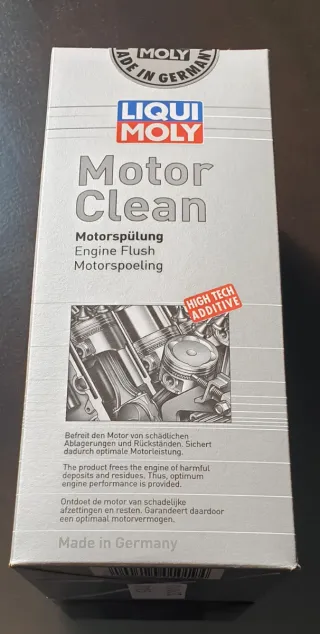 MOLY
MADE IN GERMANY
LIQUI
MOLY
Motor
Clean
Motorspülung
Engine Flush
Motorspoeling
HIGH TECH
ADDITIVE
Befreit den Motor von schädlichen
Ablagerungen und Rückständen. Sichert
dadurch optimale Motorleistung.
The product frees the engine of harmful
deposits and residues. Thus, optimum
engine performance is provided.
Ontdoet de motor van schadelijke
afzettingen en resten. Garandeert daardoor
een optimaal motorvermogen.
Made in Germany